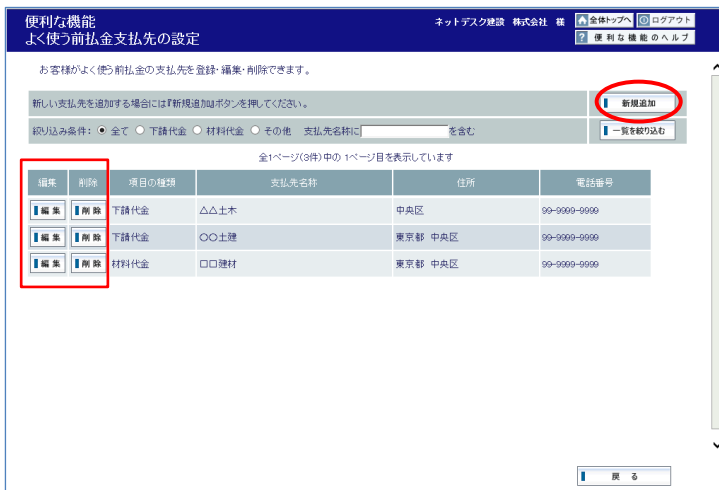 便利な機能
よく使う前払金支払先の設定
ネットデスク建設 株式会社 様
全体トップへ
ログアウト
便利な機能のヘルプ
お客様がよく使う前払金の支払先を登録・編集・削除できます。
新しい支払先を追加する場合には『新規追加』ボタンを押してください。
新規追加
絞り込み条件: 全て 下請代金 材料代金 その他 支払先名称に を含む
一覧を絞り込む
全1ページ(3件)中の 1ページ目を表示しています
編集 削除 項目の種類 支払先名称 住所 電話番号
編集 削除 下請代金 △△土木 中央区 99-9999-9999
編集 削除 下請代金 〇〇土建 東京都 中央区 99-9999-9999
編集 削除 材料代金 □□建材 東京都 中央区 99-9999-9999
戻る